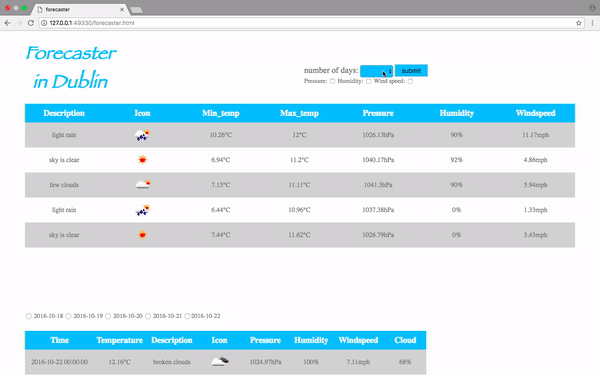 forecaster
127.0.0.1:49330/forecaster.html
Forecaster
in Dublin
number of days: submit
Pressure: Humidity: Wind speed:
Description Icon Min_temp Max_temp Pressure Humidity Windspeed
light rain 10.26°C 12°C 1026.13hPa 90% 11.17mph
sky is clear 6.94°C 11.2°C 1040.17hPa 92% 4.86mph
few clouds 7.15°C 11.11°C 1041.3hPa 90% 5.94mph
light rain 6.44°C 10.96°C 1037.38hPa 0% 1.33mph
sky is clear 7.44°C 11.62°C 1026.79hPa 0% 3.43mph
2016-10-18 2016-10-19 2016-10-20 2016-10-21 2016-10-22
Time Temperature Description Icon Pressure Humidity Windspeed Cloud
2016-10-22 00:00:00 12.16°C broken clouds 1024.97hPa 100% 7.11mph 68%